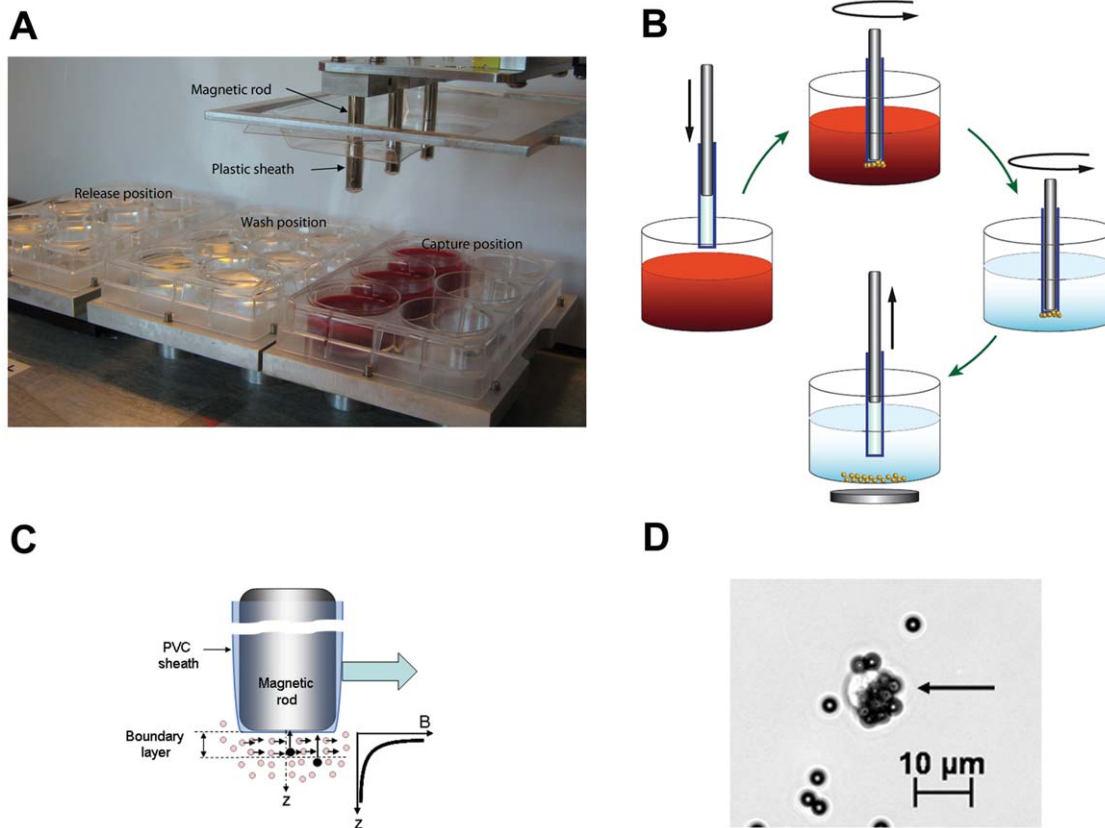 A
Magnetic rod
Plastic sheath
Release position
Wash position
Capture position
B
C
PVC
sheath
Magnetic
rod
Boundary
layer
B
z
z
D
10 µm